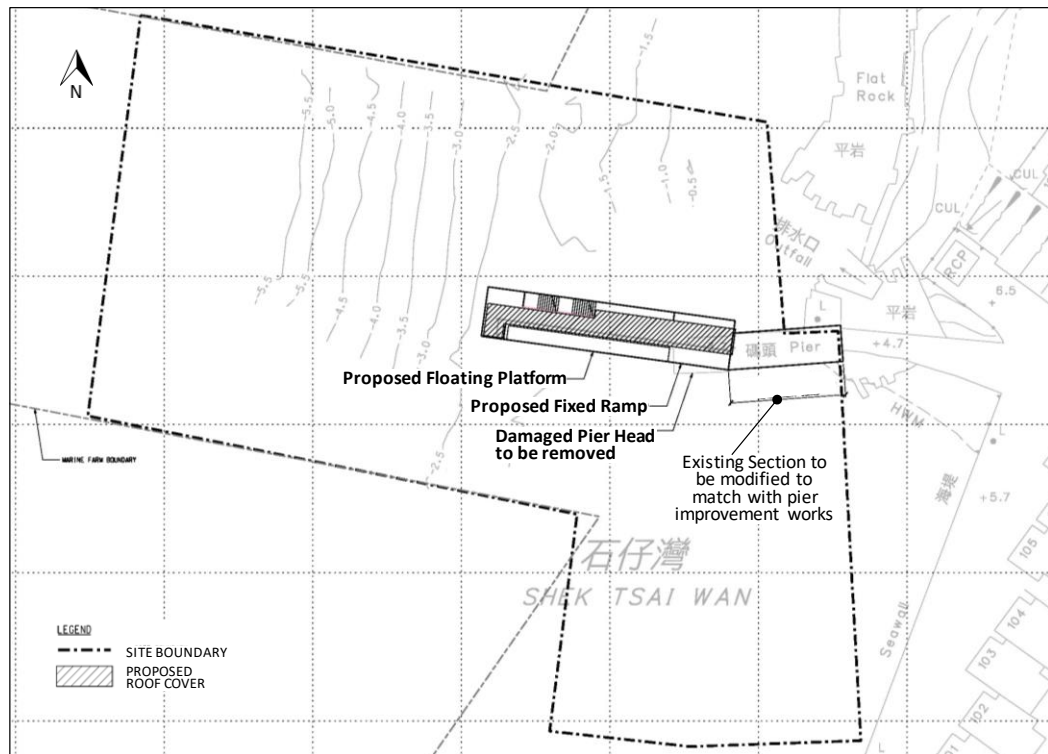 N
-1.5
-5.5
-5.0
-4.5
-4.0
-3.5
-3.0
-2.5
-2.0
-1.5
-1.0
-0.5
Flat
Rock
平岩
CUL
CUL
排水口
Outfall
RCP
平岩
6.5
L
碼頭 Pier
+4.7
-5.5
-5.5
-4.5
-4.0
-3.5
-3.0
Proposed Floating Platform
Proposed Fixed Ramp
Damaged Pier Head
to be removed
HWM
L
MARINE FARM BOUNDARY
-2.5
Existing Section to
be modified to
match with pier
improvement works
海堤
+5.7
105
石仔灣
SHEK TSAI WAN
104
Seawall
103
102
L
LEGEND
SITE BOUNDARY
PROPOSED
ROOF COVER